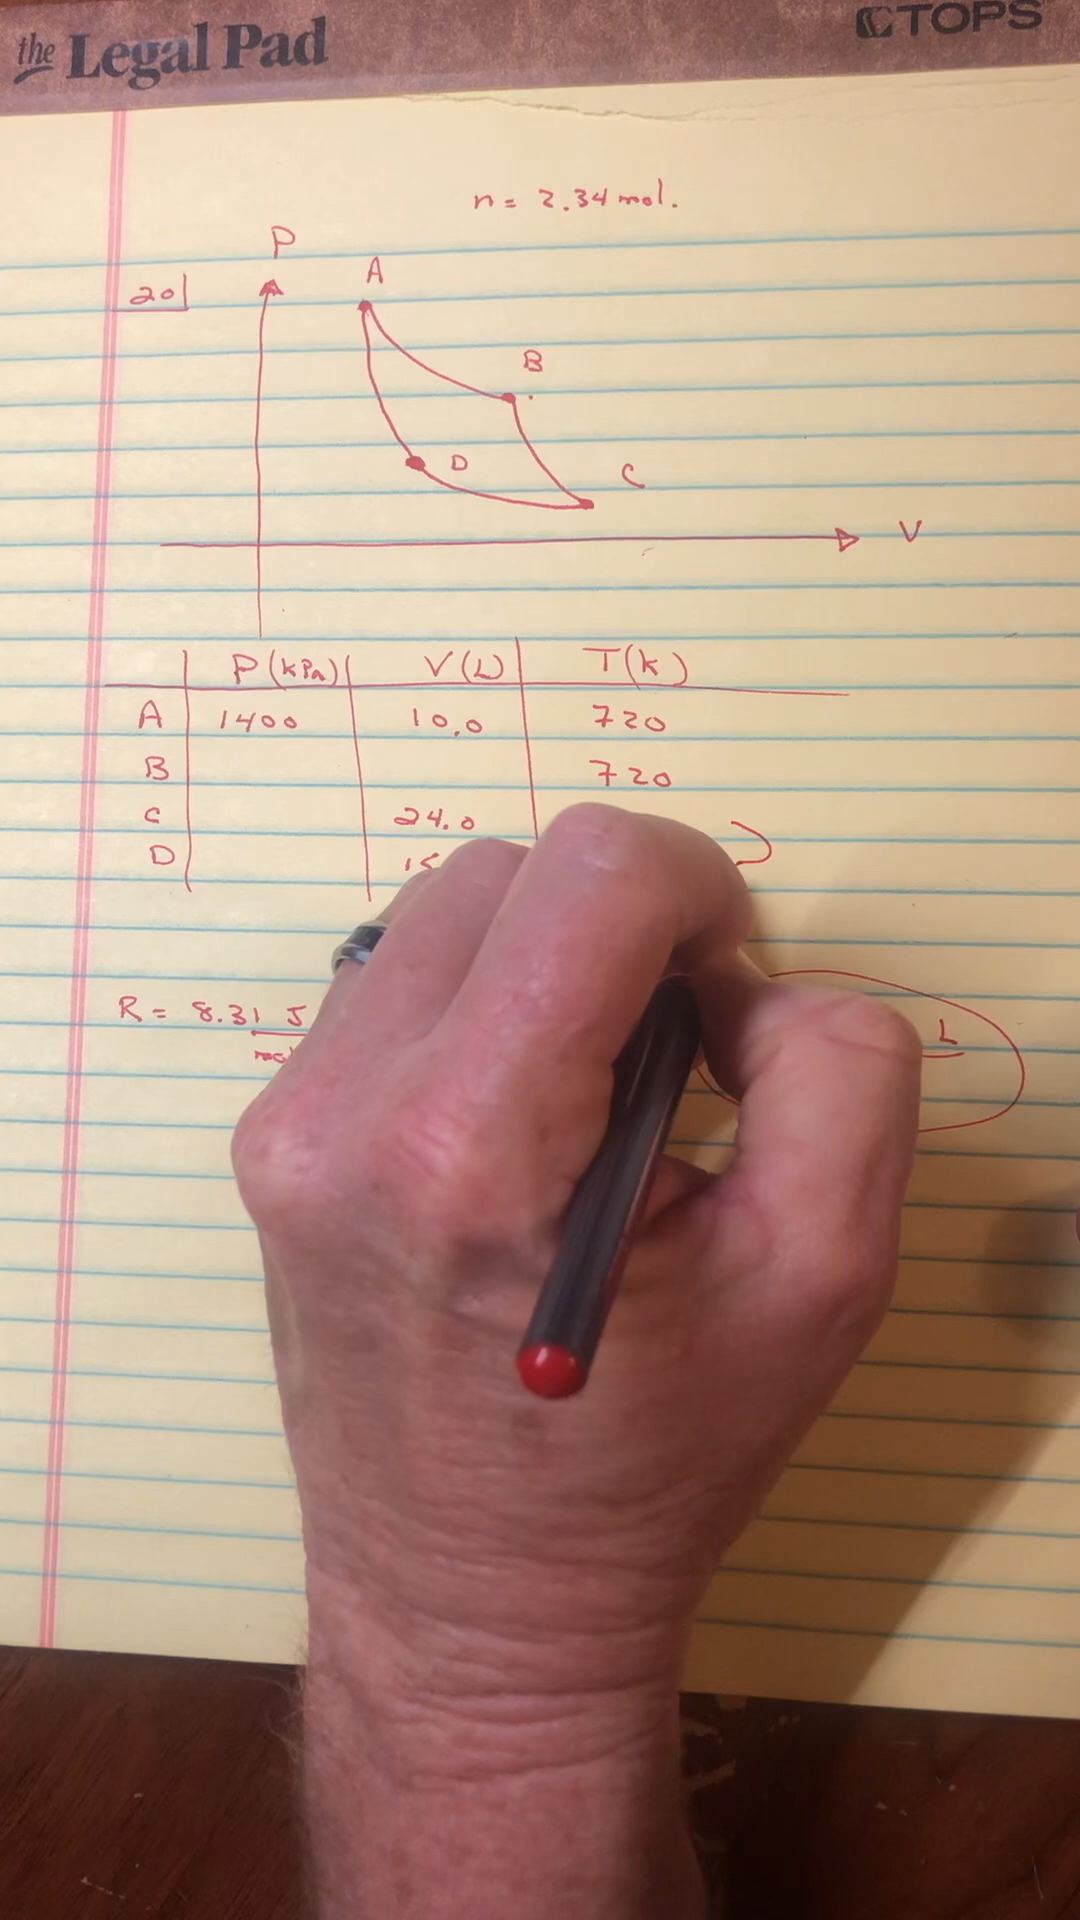 the Legal Pad
TOPS
n = 2.34 mol.
P
20
A
B
D
C
V
P (kPa) V (L) T (k)
A 1400 10.0 720
B 720
C 24.0
D
R = 8.31 J
L